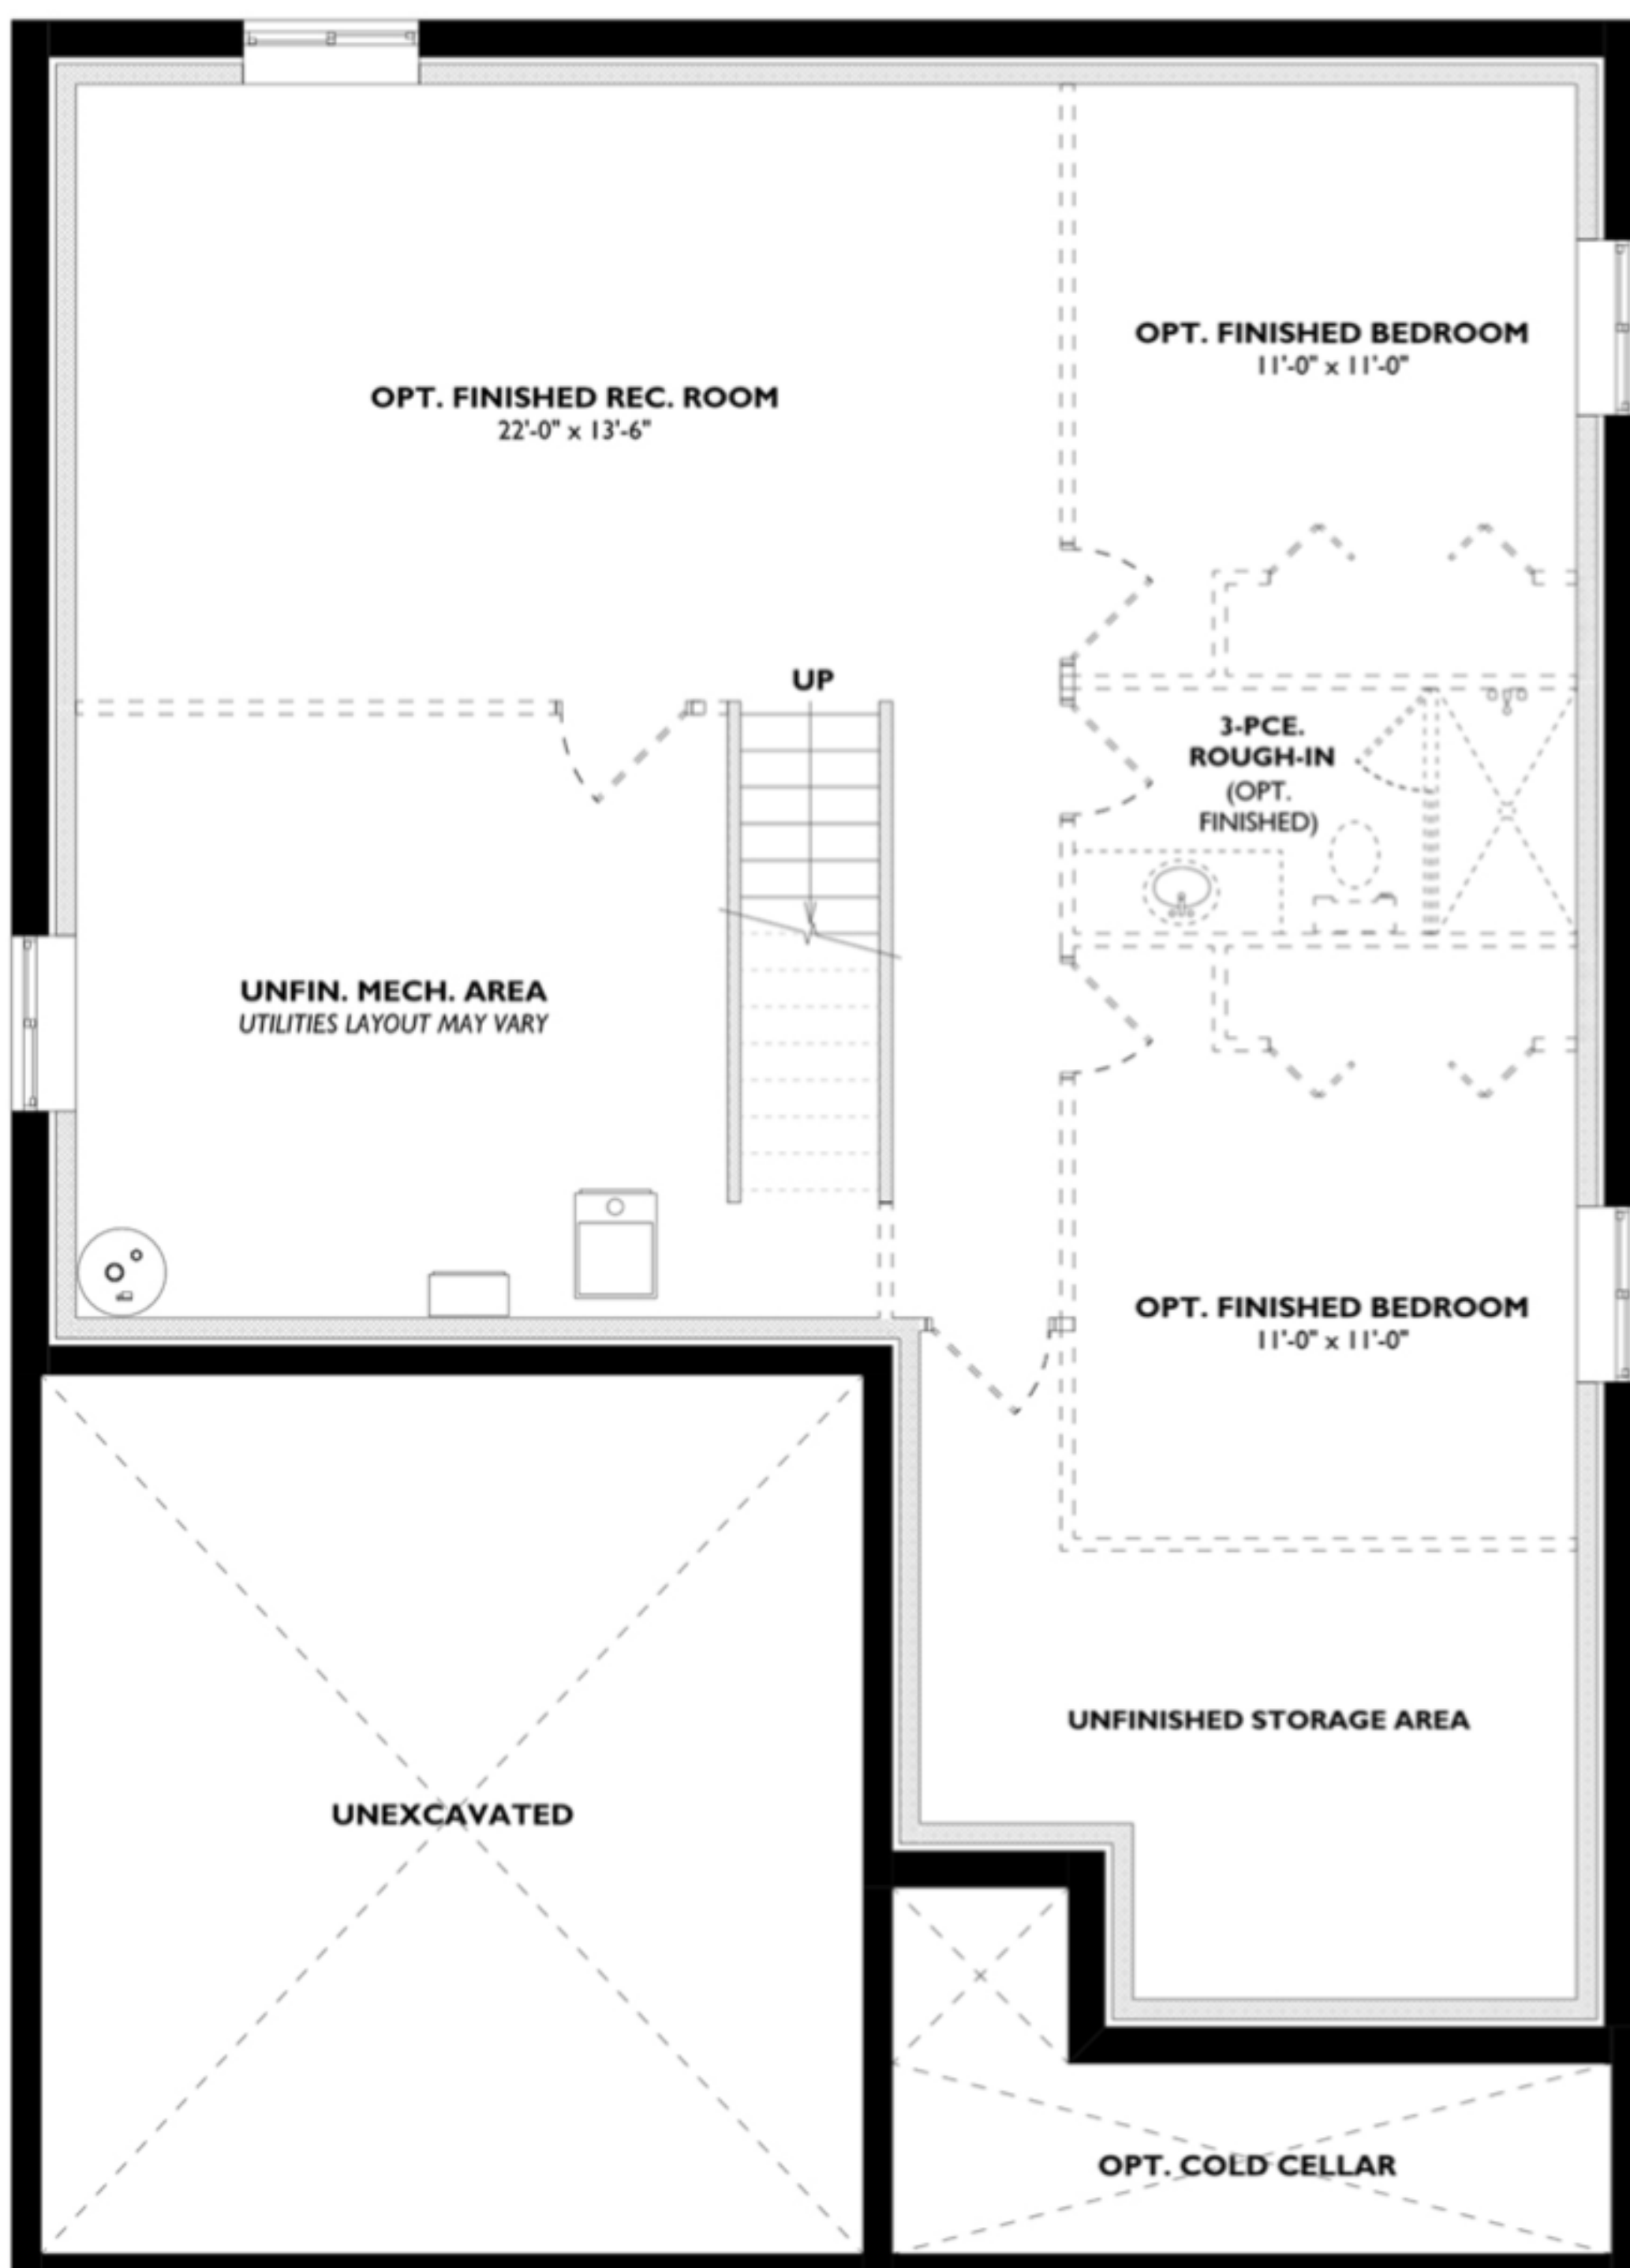 OPT. FINISHED BEDROOM
11'-0" x 11'-0"
OPT. FINISHED REC. ROOM
22'-0" x 13'-6"
UP
3-PCE.
ROUGH-IN
(OPT.
FINISHED)
UNFIN. MECH. AREA
UTILITIES LAYOUT MAY VARY
OPT. FINISHED BEDROOM
11'-0" x 11'-0"
UNFINISHED STORAGE AREA
UNEXCAVATED
OPT. COLD CELLAR